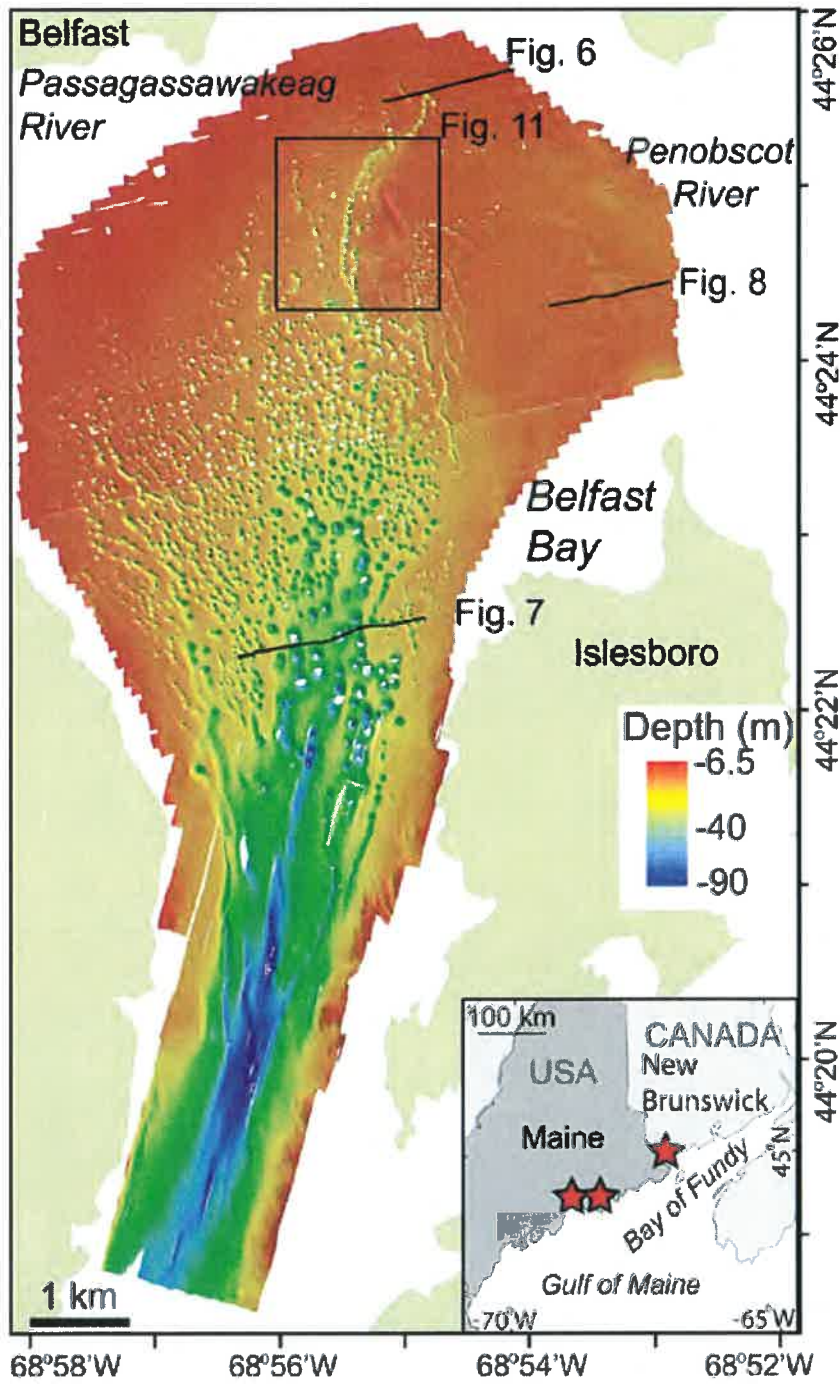 Belfast
Passagassawakeag
River
Fig. 6
Fig. 11
Penobscot
River
Fig. 8
Belfast
Bay
Fig. 7
Islesboro
Depth (m)
-6.5
-40
-90
100 km
CANADA
USA
New
Brunswick
Maine
45°N
Bay of Fundy
Gulf of Maine
-70°W
-65°W
1 km
44°26'N
44°24'N
44°22'N
44°20'N
68°58'W
68°56'W
68°54'W
68°52'W